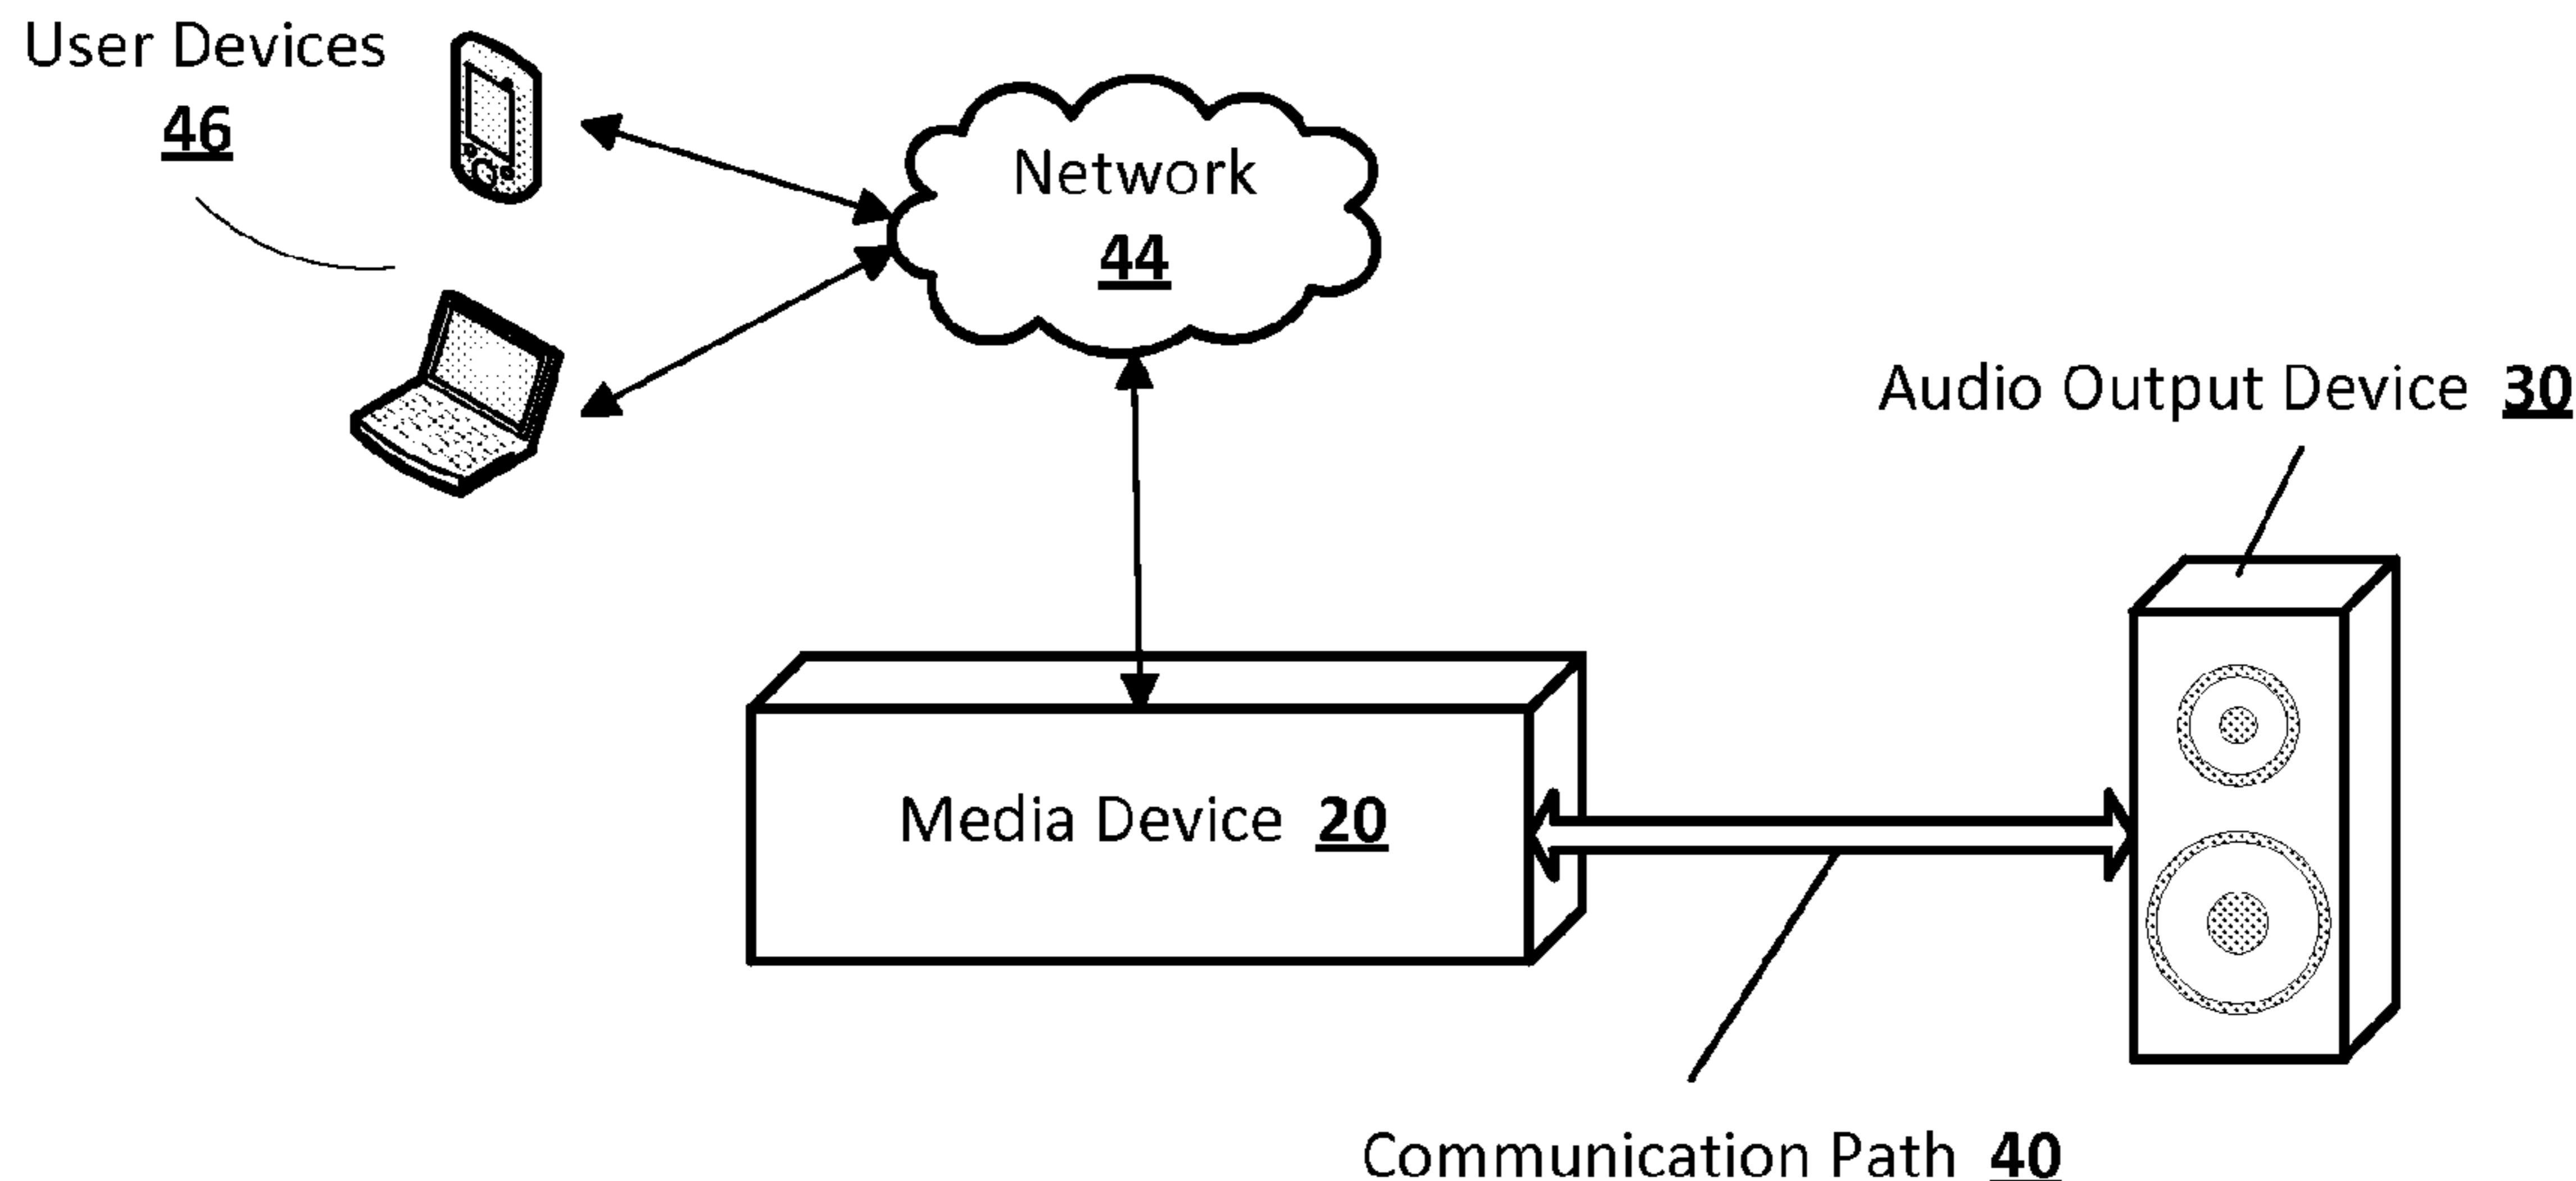 User Devices
46
Network
44
Audio Output Device 30
Media Device 20
Communication Path 40